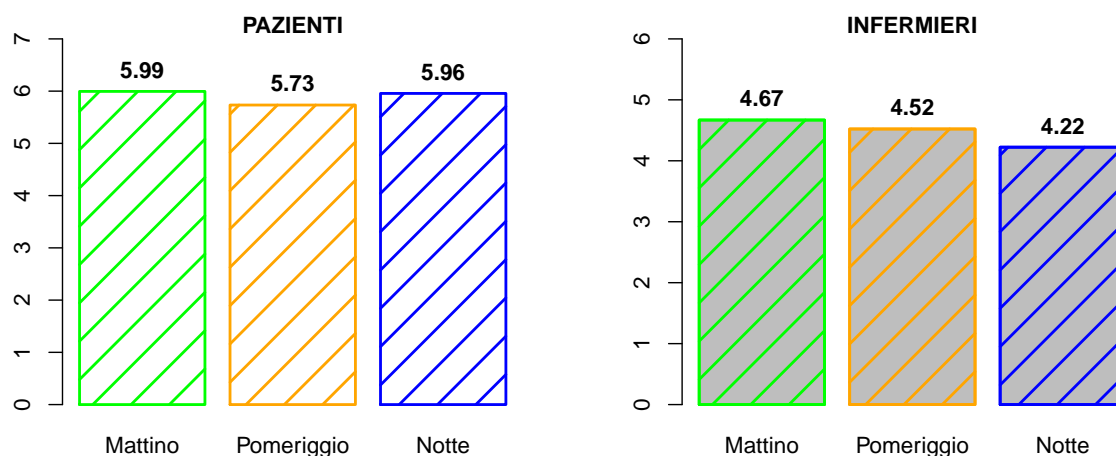 PAZIENTI
7
6
5
4
3
2
1
0
5.99
5.73
5.96
Mattino
Pomeriggio
Notte
INFERMIERI
6
5
4
3
2
1
0
4.67
4.52
4.22
Mattino
Pomeriggio
Notte